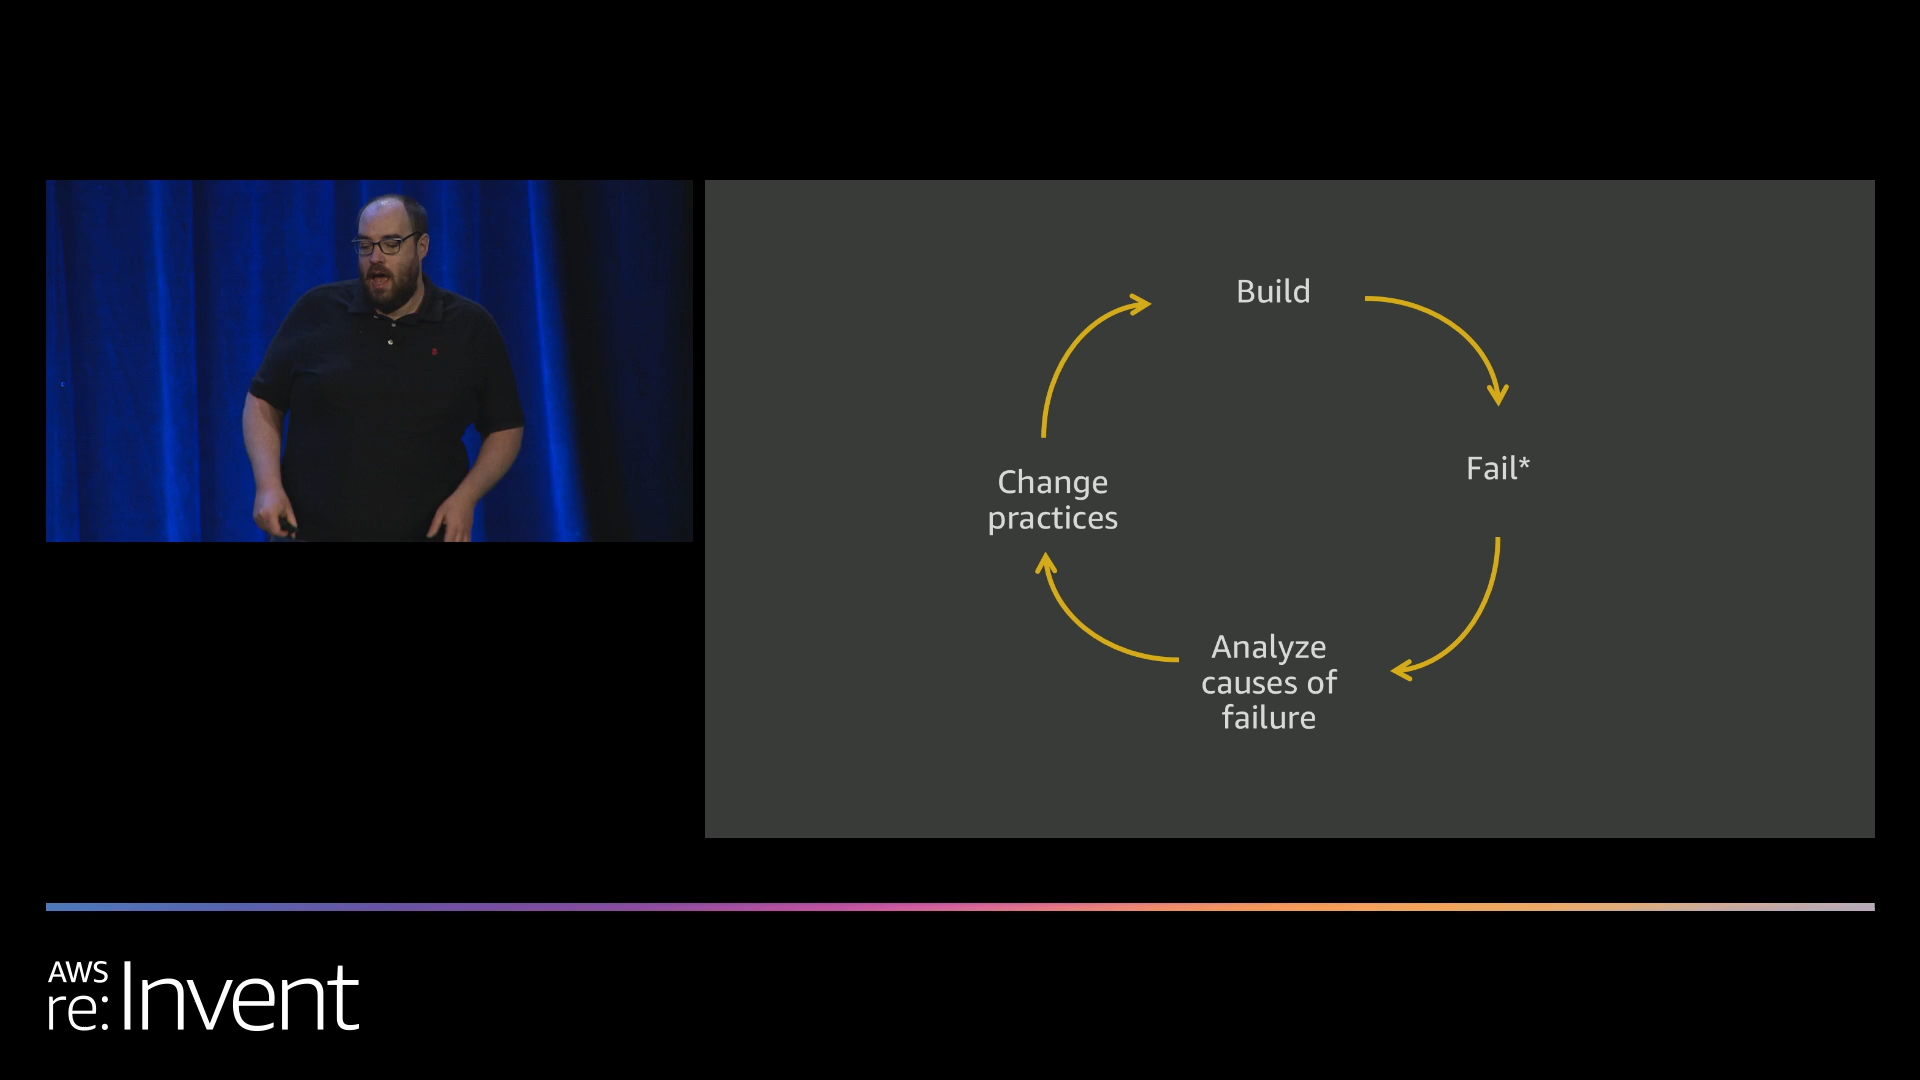 Build
Fail*
Change
practices
Analyze
causes of
failure
AWS
re:Invent